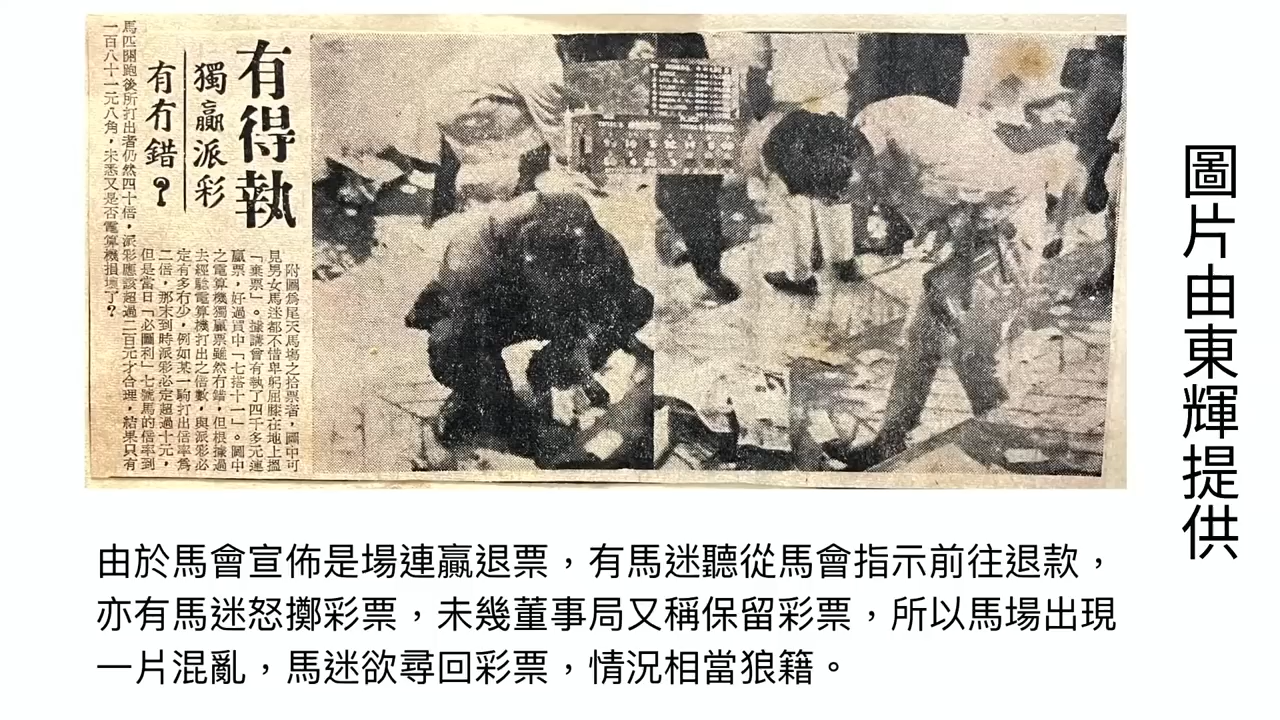 有得執
獨贏派彩
有冇錯？
附圖為尾天馬場之拾票者，圖中可
見男女馬迷都不惜卑躬屈膝在地上搵
「棄票」。據講曾有執了四千多元連
贏票，好過買中「七搭十一」。圖中
之電算機獨贏票雖然冇錯，但根據過
去經驗電算機打出之倍數，與派彩必
定有多冇少，例如某一駒打出倍率為
二倍，那末到時派彩必定超過十元，
但是當日「必圖利」七號馬的倍率到
馬匹開跑後所打出者仍然四十倍，派彩應該超過二百元才合理，結果只有
一百八十一元八角，未悉又是否電算機損壞了？
圖片由東輝提供
由於馬會宣佈是場連贏退票，有馬迷聽從馬會指示前往退款，
亦有馬迷怒擲彩票，未幾董事局又稱保留彩票，所以馬場出現
一片混亂，馬迷欲尋回彩票，情況相當狼籍。